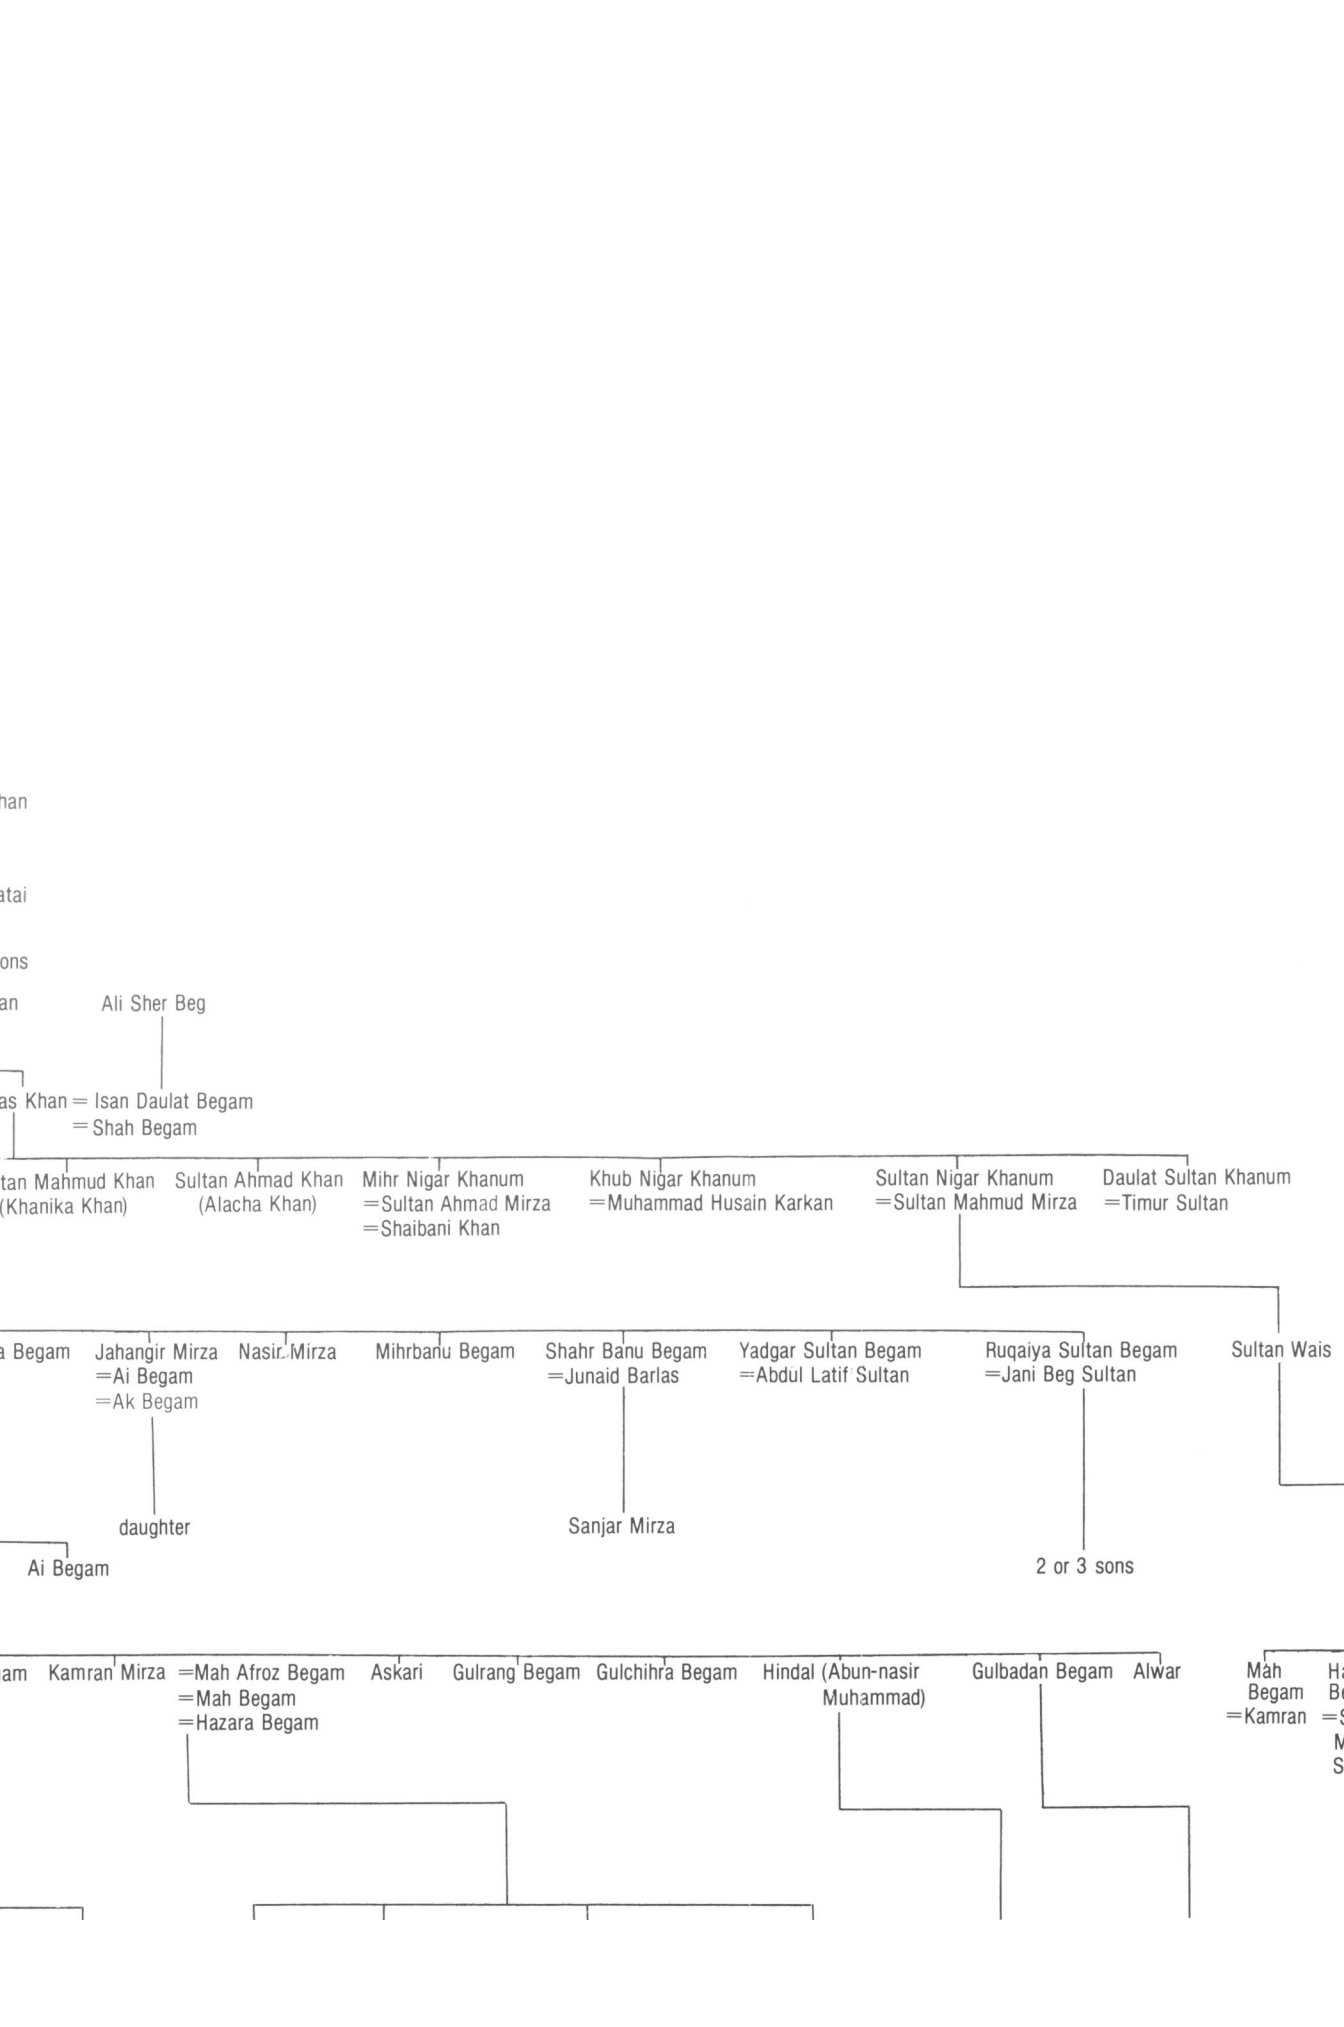 han
atai
ons
an Ali Sher Beg
as Khan = Isan Daulat Begam
= Shah Begam
tan Mahmud Khan Sultan Ahmad Khan Mihr Nigar Khanum Khub Nigar Khanum Sultan Nigar Khanum Daulat Sultan Khanum
(Khanika Khan) (Alacha Khan) =Sultan Ahmad Mirza =Muhammad Husain Karkan =Sultan Mahmud Mirza =Timur Sultan
=Shaibani Khan
a Begam Jahangir Mirza Nasir Mirza Mihrbanu Begam Shahr Banu Begam Yadgar Sultan Begam Ruqaiya Sultan Begam Sultan Wais
=Ai Begam =Junaid Barlas =Abdul Latif Sultan =Jani Beg Sultan
=Ak Begam
daughter Sanjar Mirza
Ai Begam 2 or 3 sons
gam Kamran Mirza =Mah Afroz Begam Askari Gulrang Begam Gulchihra Begam Hindal (Abun-nasir Gulbadan Begam Alwar Mah Ha
=Mah Begam Muhammad) Begam Be
=Hazara Begam =Kamran =S
M
S